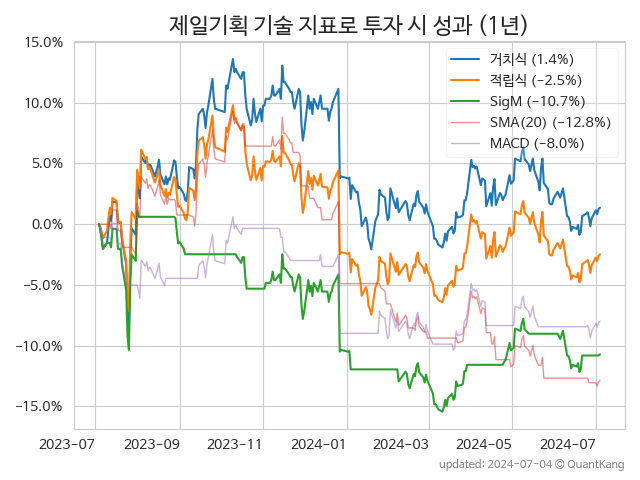 제일기획 기술 지표로 투자 시 성과 (1년)
거치식 (1.4%)
적립식 (−2.5%)
SigM (−10.7%)
SMA(20) (−12.8%)
MACD (−8.0%)
15.0%
10.0%
5.0%
0.0%
−5.0%
−10.0%
−15.0%
2023-07 2023-09 2023-11 2024-01 2024-03 2024-05 2024-07
updated: 2024-07-04 ⓒ QuantKang